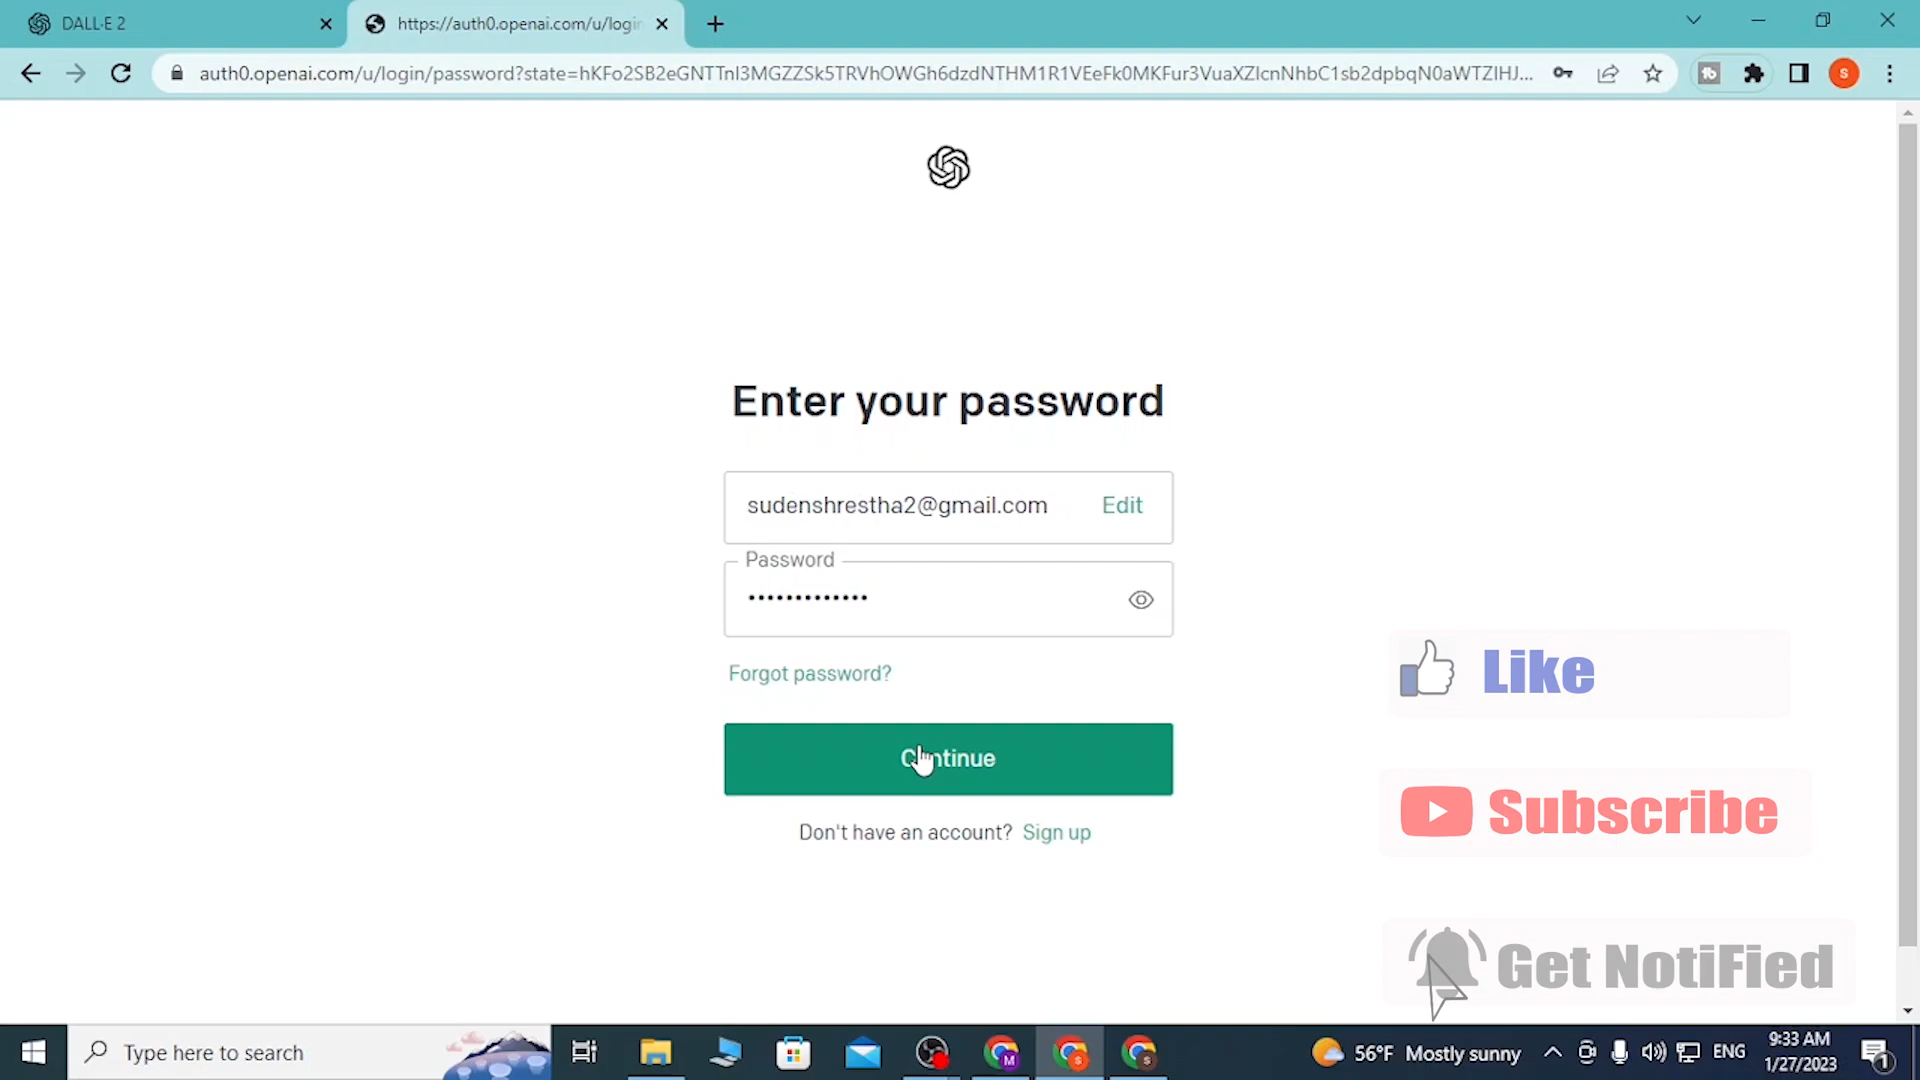 DALL·E 2
https://auth0.openai.com/u/login
auth0.openai.com/u/login/password?state=hKFo2SB2eGNTTnI3MGZZSk5TRVhOWGh6dzdNTHM1R1VEeFk0MKFur3VuaXZlcnNhbC1sb2dpbqN0aWTZIHJ...
S
Enter your password
sudenshrestha2@gmail.com
Edit
Password
Forgot password?
Continue
Don't have an account? Sign up
Like
Subscribe
Get NotiFied
Type here to search
M
S
S
56°F Mostly sunny
ENG
9:33 AM
1/27/2023
1